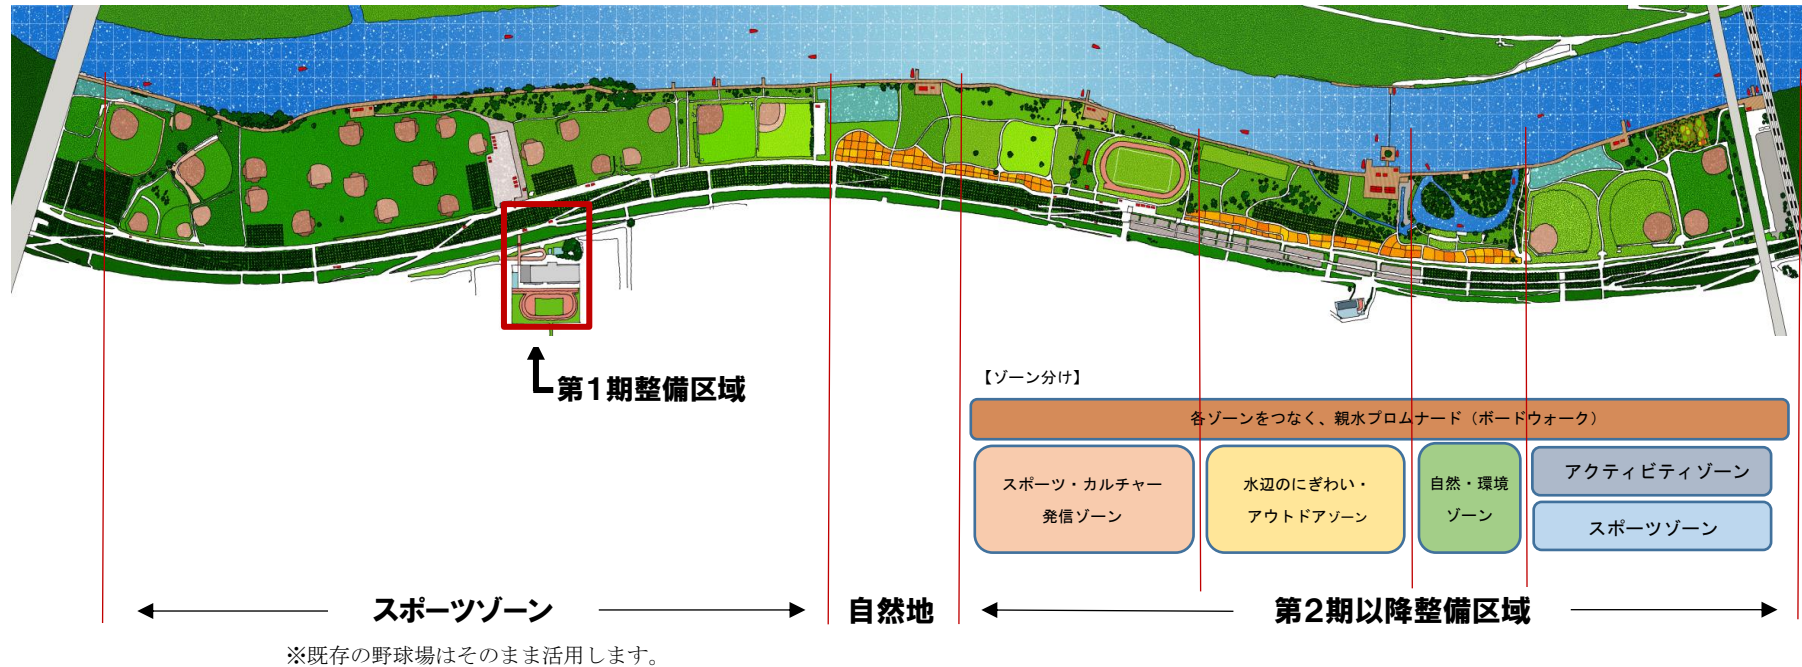 第1期整備区域
【ゾーン分け】
各ゾーンをつなぐ、親水プロムナード（ボードウォーク）
スポーツ・カルチャー
発信ゾーン
水辺のにぎわい・
アウトドアゾーン
自然・環境
ゾーン
アクティビティゾーン
スポーツゾーン
スポーツゾーン
自然地
第2期以降整備区域
※既存の野球場はそのまま活用します。